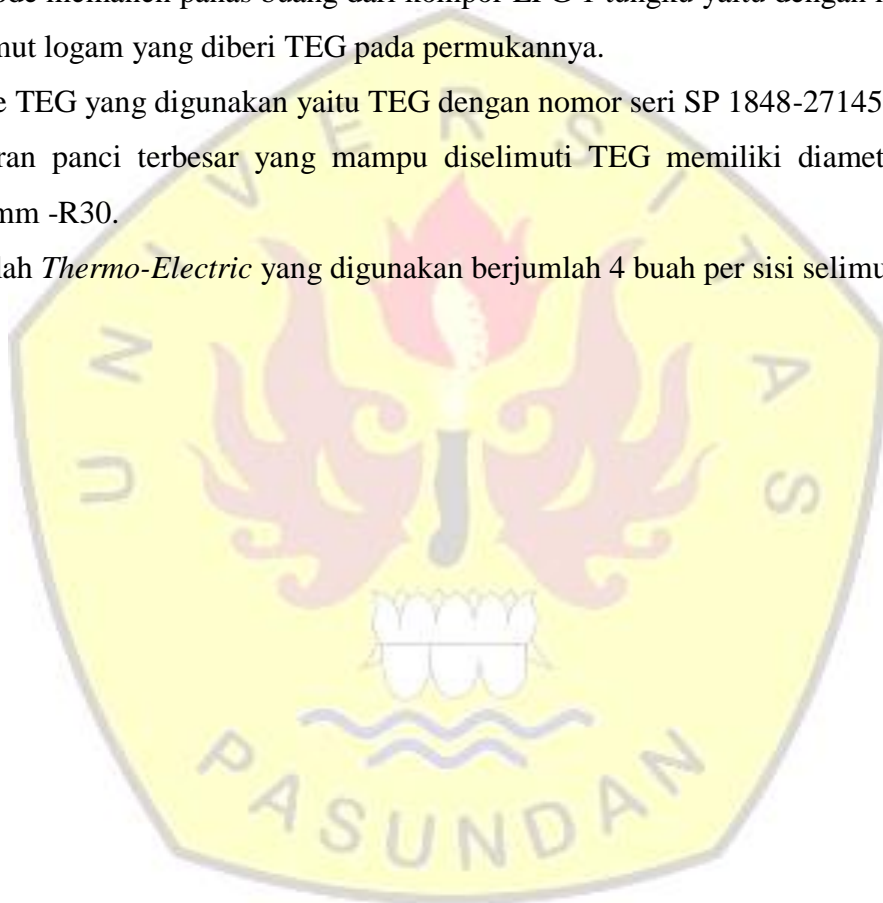 memanen panas buang dari kompor LPG 1 tungku yaitu dengan
mut logam yang diberi TEG pada permukannya.
e TEG yang digunakan yaitu TEG dengan nomor seri SP 1848-27145
ran panci terbesar yang mampu diselimuti TEG memiliki diamet
mm -R30.
lah Thermo-Electric yang digunakan berjumlah 4 buah per sisi selimu
UNIVERSITAS
PASUNDAN